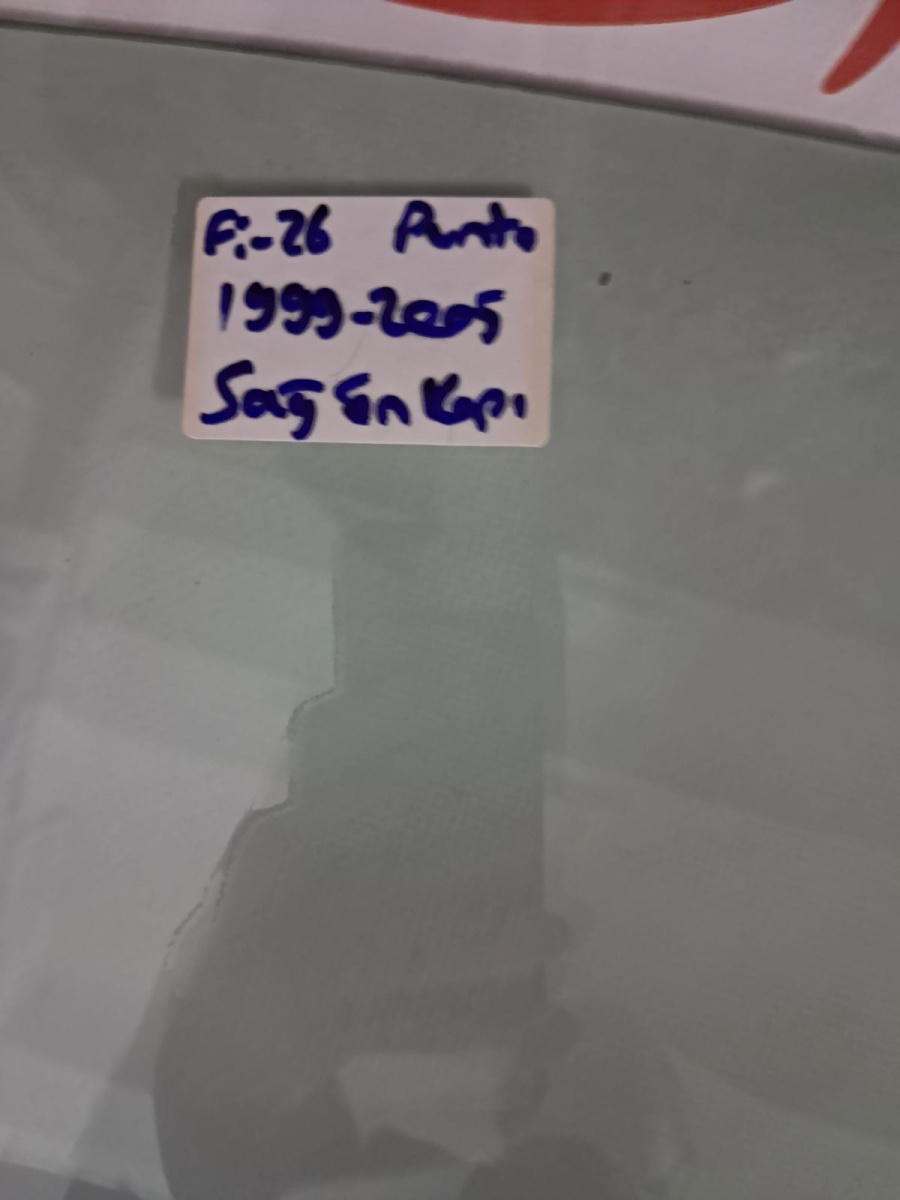 Fi-26 Punto
1999-2005
Sağ Ön Kapı